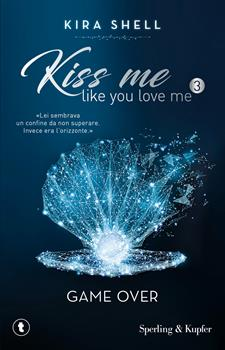 KIRA SHELL
Kiss me
like you love me 3
«Lei sembrava
un confine da non superare.
Invece era l'orizzonte.»
GAME OVER
t
Sperling & Kupfer